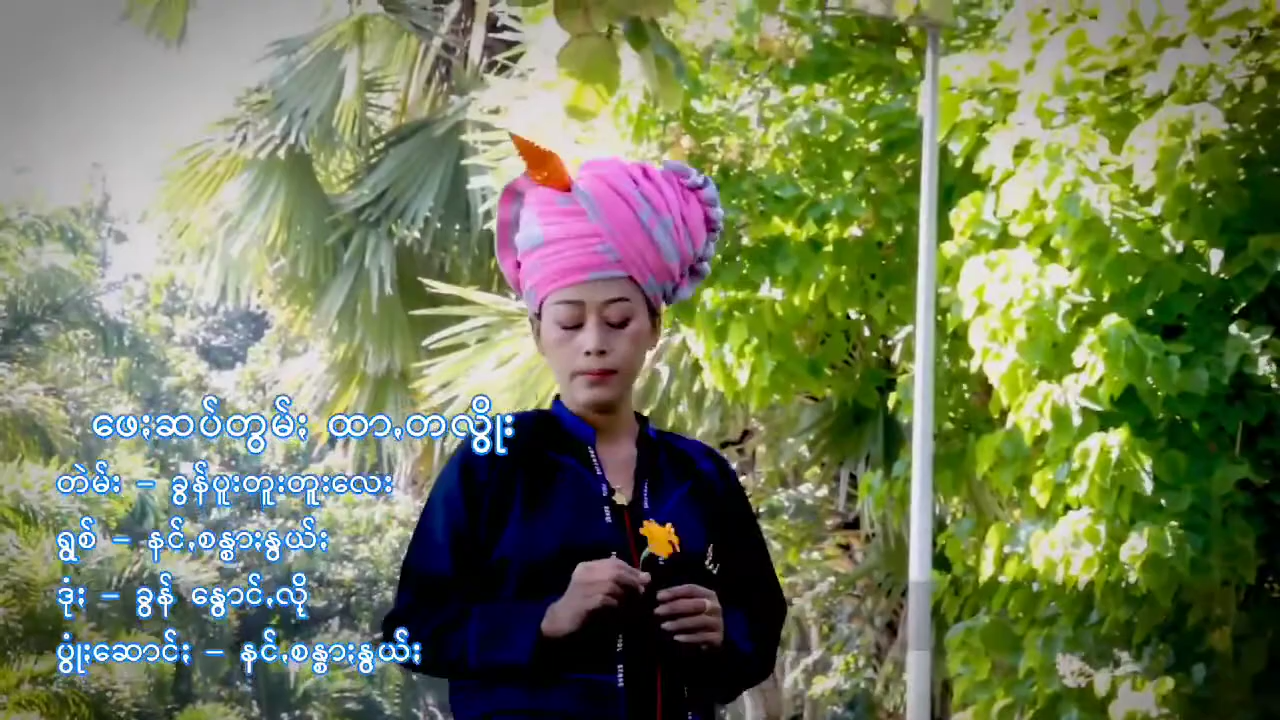 ဖေႏဆပ်တွမ်ႏ ထာႇတလွိုး
တဲမ်း – ခွန်ပူးတူးတူးလေး
ရွစ် – နင်ႇစန္စာႏနွယ်ႏ
ဒုံႏ – ခွန် နွောင်ႇလို
ပွုံႏဆောင်ႏ – နင်ႇစန္စာႏနွယ်ႏ